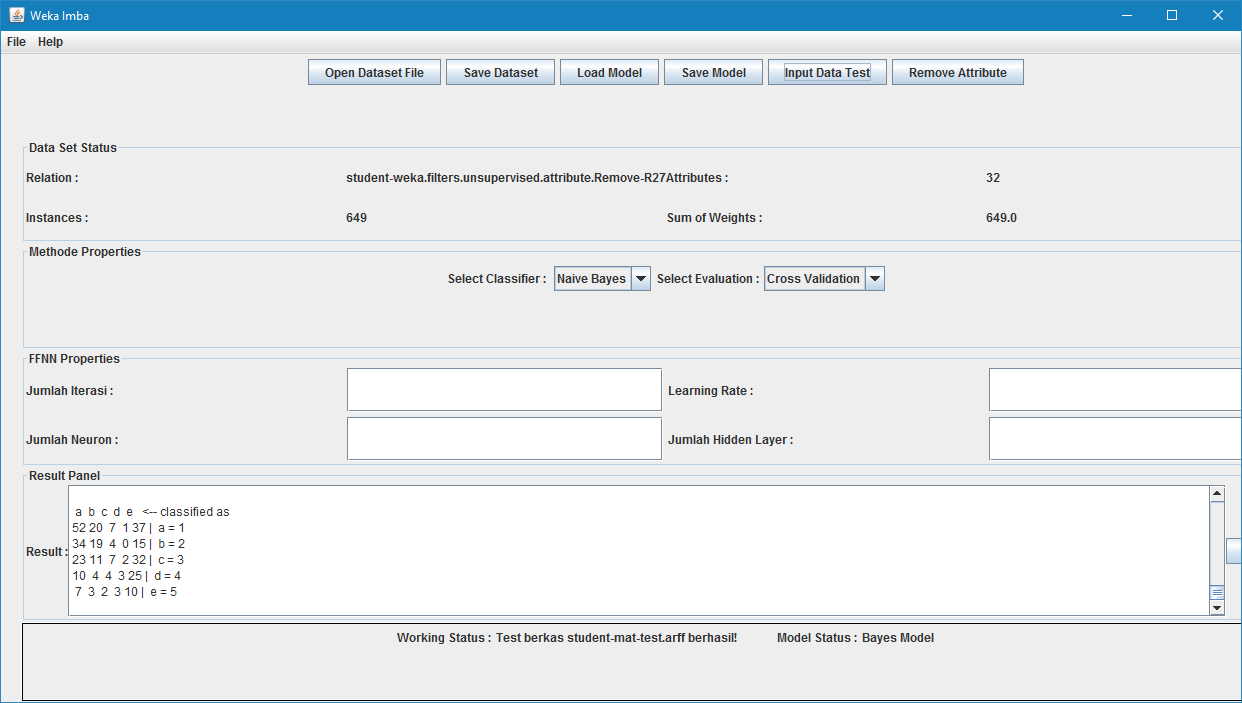 Weka Imba
File Help
Open Dataset File Save Dataset Load Model Save Model Input Data Test Remove Attribute
Data Set Status
Relation : student-weka.filters.unsupervised.attribute.Remove-R27Attributes : 32
Instances : 649 Sum of Weights : 649.0
Methode Properties
Select Classifier : Naive Bayes Select Evaluation : Cross Validation
FFNN Properties
Jumlah Iterasi : Learning Rate :
Jumlah Neuron : Jumlah Hidden Layer :
Result Panel
Result :
a b c d e <-- classified as
52 20 7 1 37 | a = 1
34 19 4 0 15 | b = 2
23 11 7 2 32 | c = 3
10 4 4 3 25 | d = 4
7 3 2 3 10 | e = 5
Working Status : Test berkas student-mat-test.arff berhasil! Model Status : Bayes Model